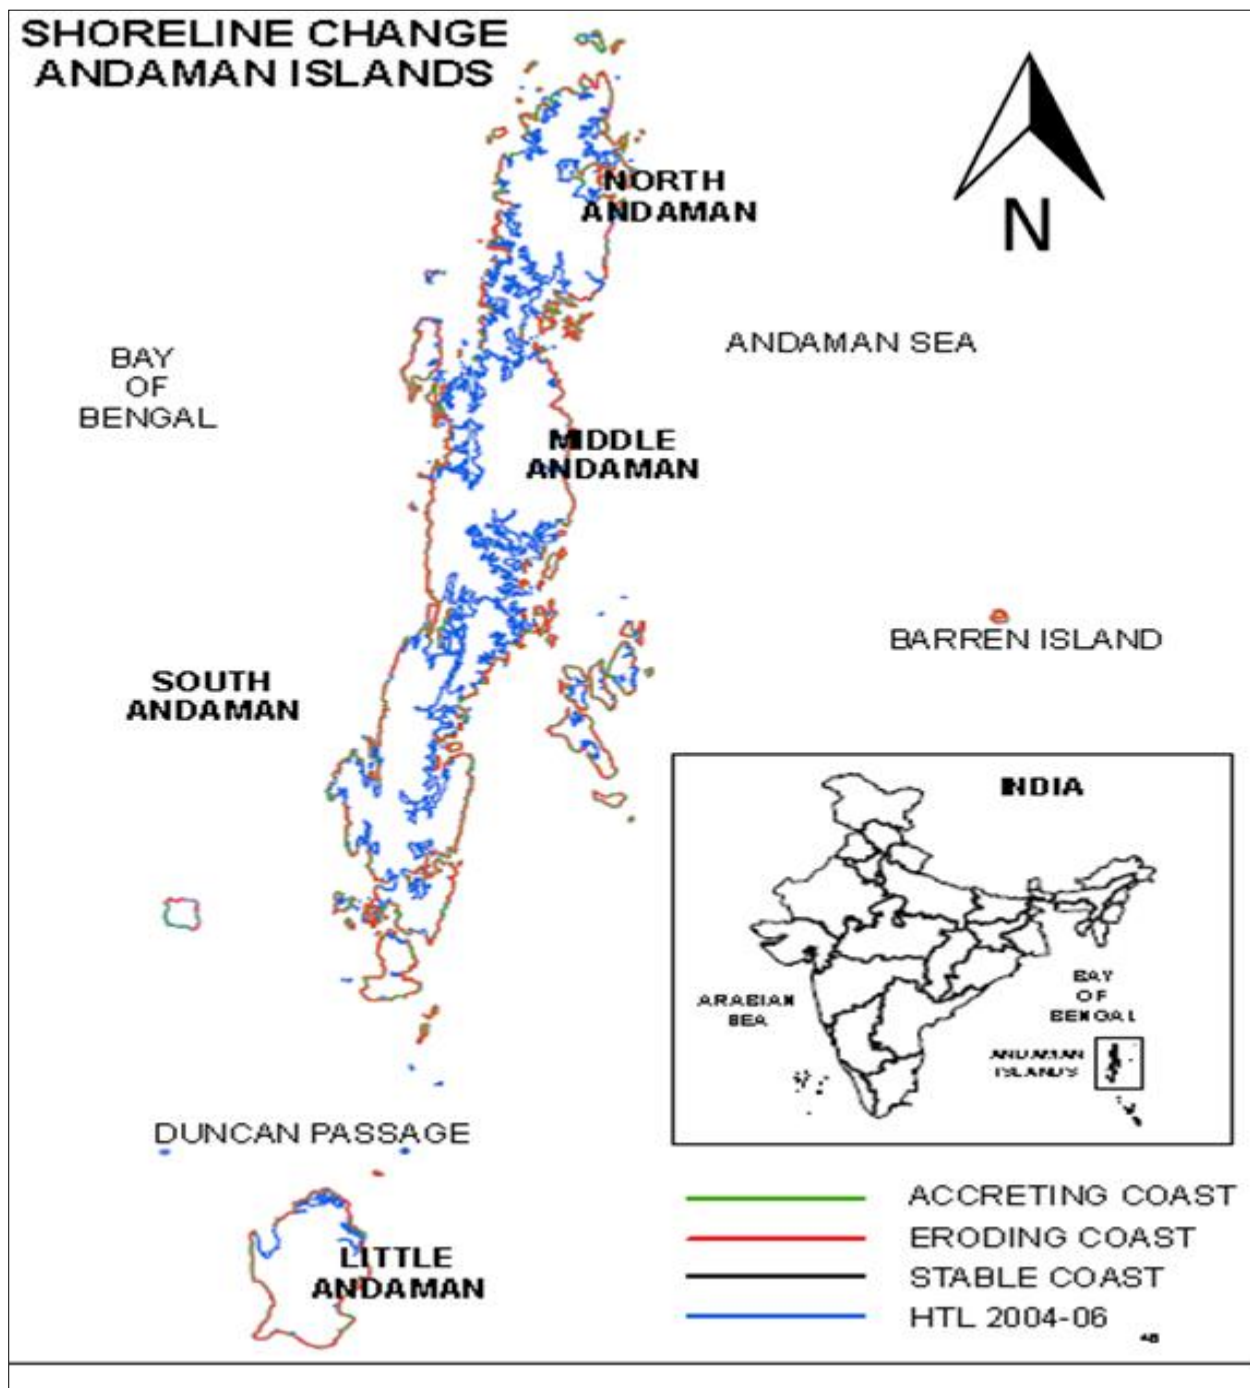 SHORELINE CHANGE
ANDAMAN ISLANDS
N
NORTH
ANDAMAN
ANDAMAN SEA
BAY
OF
BENGAL
MIDDLE
ANDAMAN
BARREN ISLAND
SOUTH
ANDAMAN
INDIA
ARABIAN
SEA
BAY
OF
BENGAL
ANDAMAN
ISLANDS
DUNCAN PASSAGE
LITTLE
ANDAMAN
ACCRETING COAST
ERODING COAST
STABLE COAST
HTL 2004-06